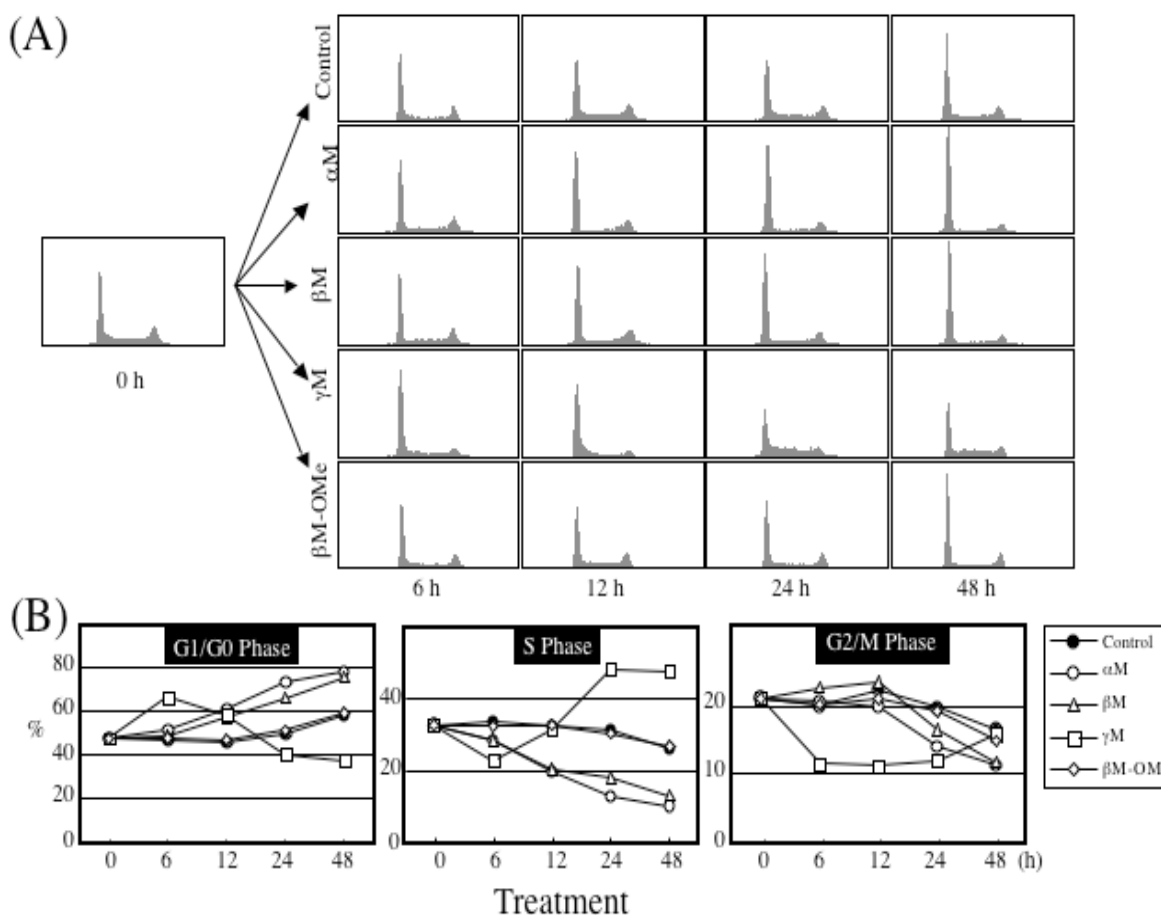 (A)
Control
αM
βM
γM
βM-OMe
0 h
6 h
12 h
24 h
48 h
(B)
G1/G0 Phase
S Phase
G2/M Phase
80
60
%
40
20
0
0 6 12 24 48
40
20
0
0 6 12 24 48
20
10
0
0 6 12 24 48 (h)
Control
αM
βM
γM
βM-OM
Treatment